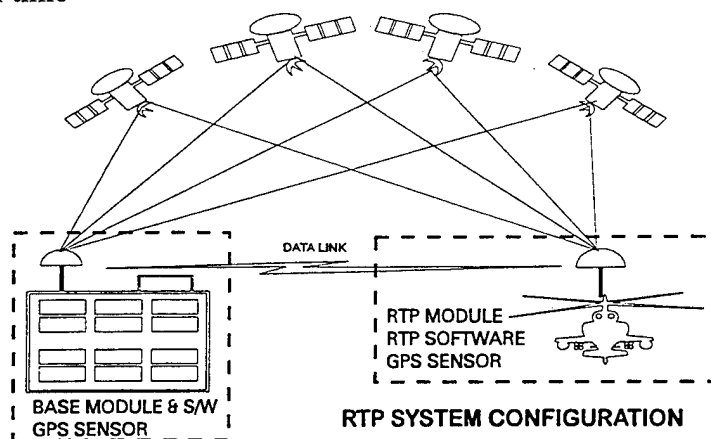 DATA LINK
RTP MODULE
RTP SOFTWARE
GPS SENSOR
BASE MODULE & S/W
GPS SENSOR
RTP SYSTEM CONFIGURATION